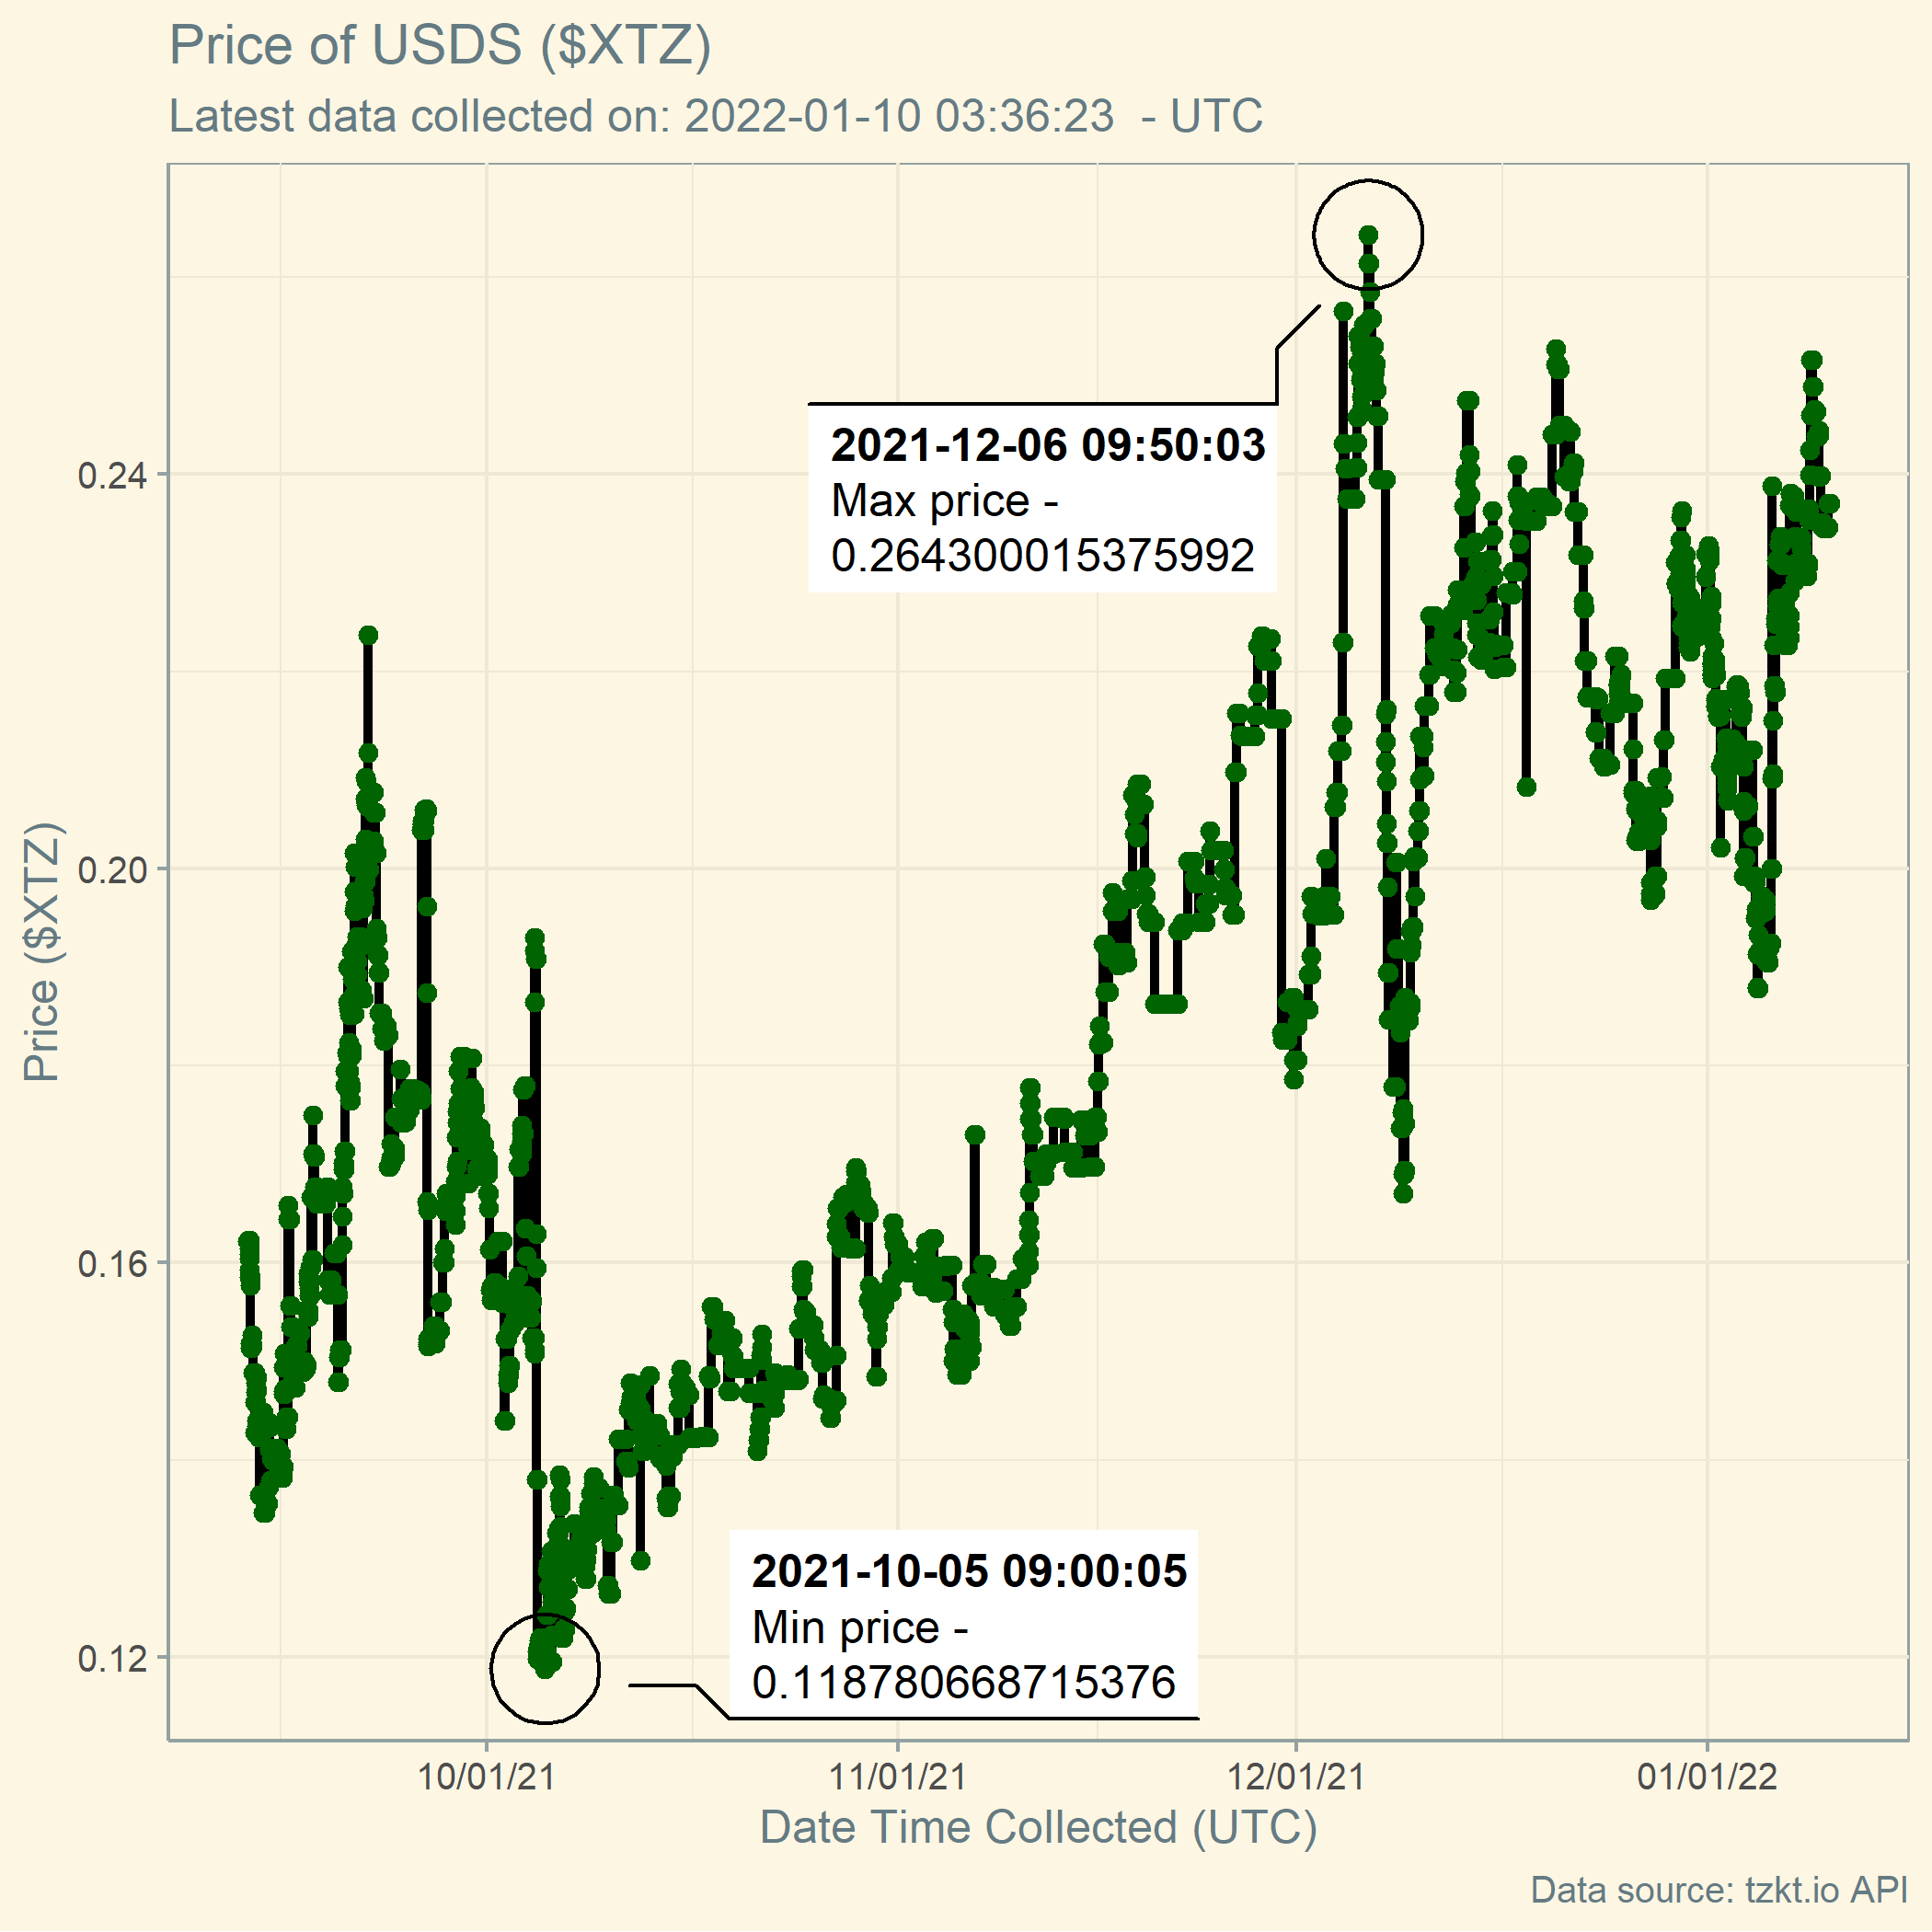 Price of USDS ($XTZ)
Latest data collected on: 2022-01-10 03:36:23  - UTC
2021-12-06 09:50:03
Max price -
0.264300015375992
2021-10-05 09:00:05
Min price -
0.118780668715376
Price ($XTZ)
0.24
0.20
0.16
0.12
10/01/21
11/01/21
12/01/21
01/01/22
Date Time Collected (UTC)
Data source: tzkt.io API